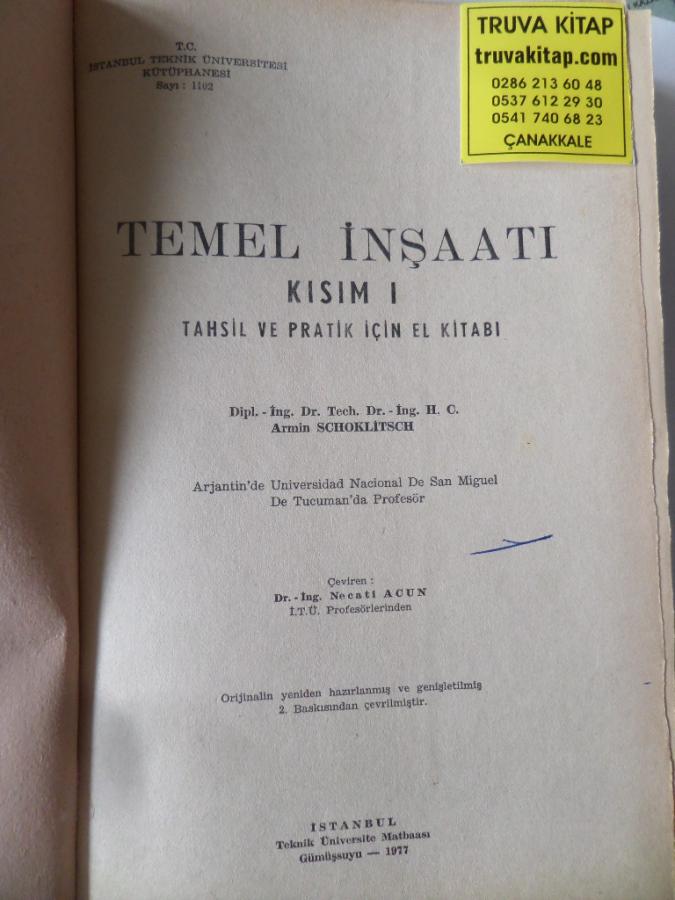 T.C.
İSTANBUL TEKNİK ÜNİVERSİTESİ
KÜTÜPHANESİ
Sayı : 1102
TRUVA KİTAP
truvakitap.com
0286 213 60 48
0537 612 29 30
0541 740 68 23
ÇANAKKALE
TEMEL İNŞAATI
KISIM I
TAHSİL VE PRATİK İÇİN EL KİTABI
Dipl. - İng. Dr. Tech. Dr. - İng. H. C.
Armin SCHOKLİTSCH
Arjantin'de Universidad Nacional De San Miguel
De Tucuman'da Profesör
Çeviren :
Dr. - İng. Necati ACUN
İ.T.Ü. Profesörlerinden
Orijinalin yeniden hazırlanmış ve genişletilmiş
2. Baskısından çevrilmiştir.
İSTANBUL
Teknik Üniversite Matbaası
Gümüşsuyu — 1977